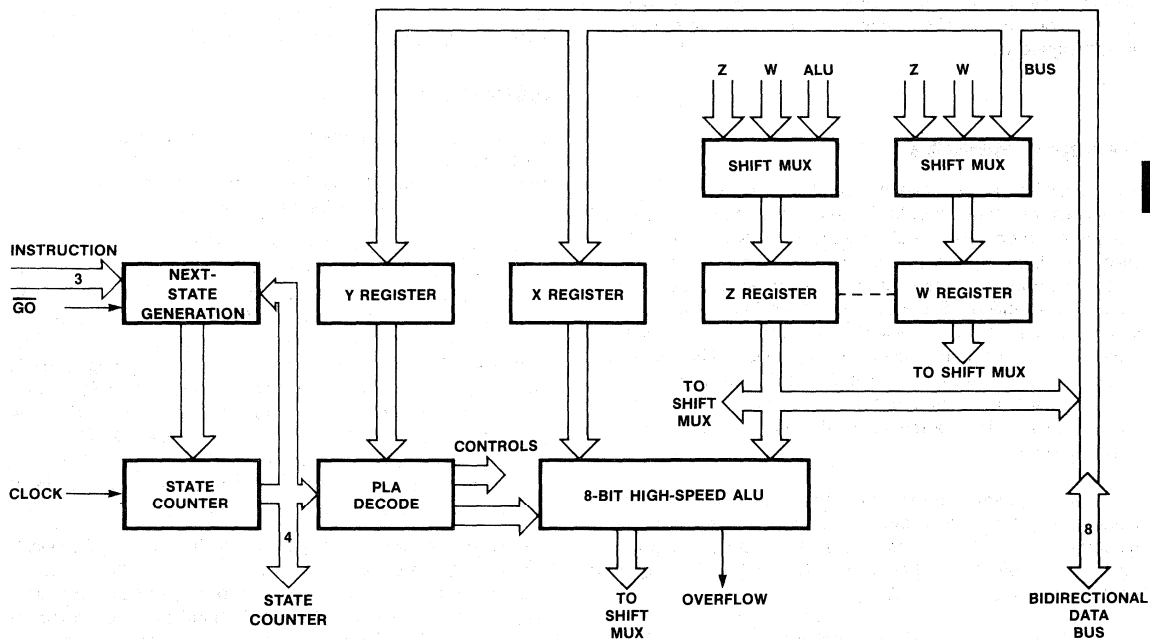 Z
W
ALU
Z
W
BUS
SHIFT MUX
SHIFT MUX
INSTRUCTION
3
GO
NEXT-
STATE
GENERATION
Y REGISTER
X REGISTER
Z REGISTER
W REGISTER
TO SHIFT MUX
TO
SHIFT
MUX
CLOCK
STATE
COUNTER
PLA
DECODE
CONTROLS
8-BIT HIGH-SPEED ALU
4
8
STATE
COUNTER
TO
SHIFT
MUX
OVERFLOW
BIDIRECTIONAL
DATA
BUS